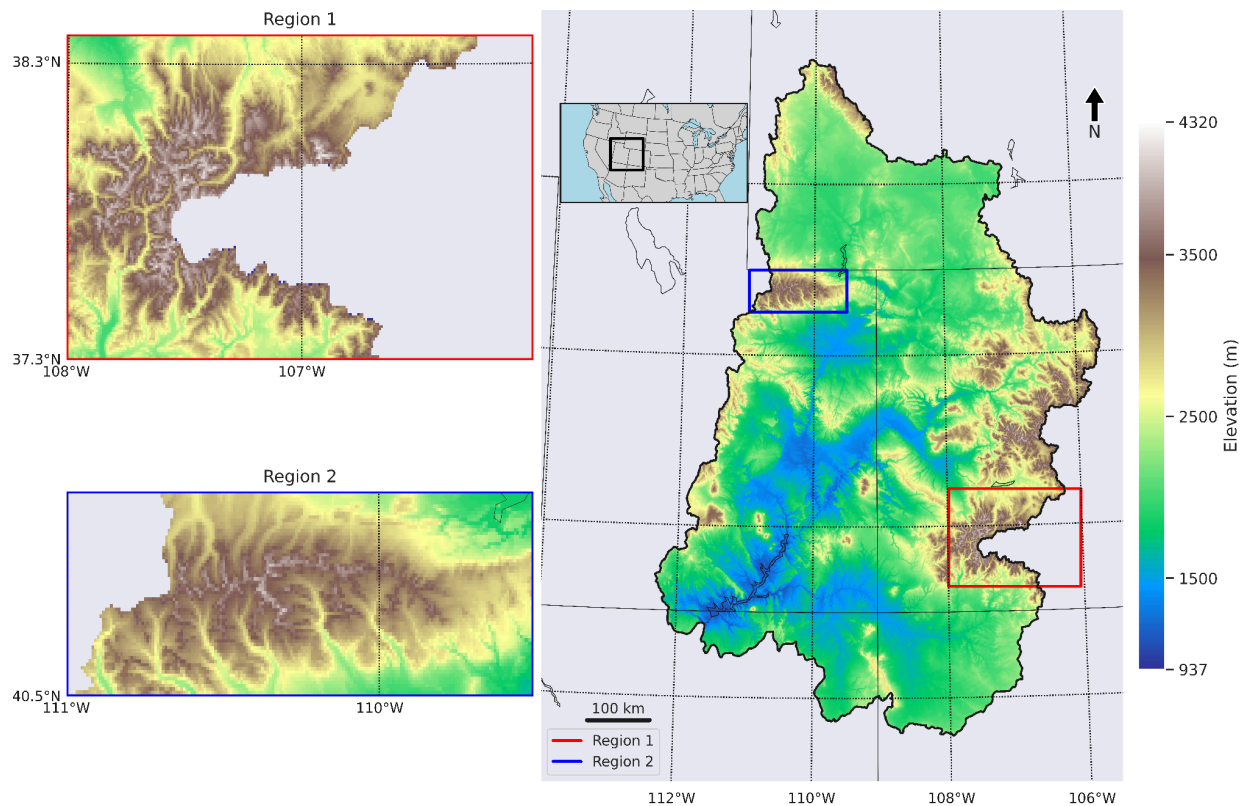 Region 1
38.3°N
37.3°N
108°W
107°W
Region 2
40.5°N
111°W
110°W
N
100 km
Region 1
Region 2
112°W
110°W
108°W
106°W
4320
3500
2500
1500
937
Elevation (m)